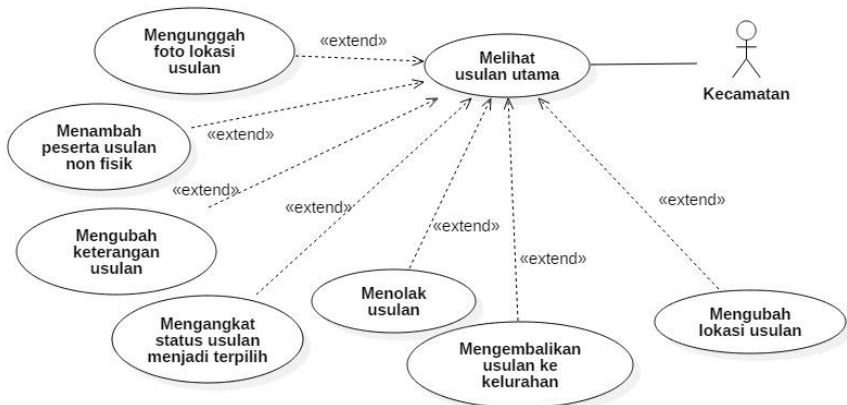 Mengunggah
foto lokasi
usulan
«extend»
Melihat
usulan utama
Kecamatan
Menambah
peserta usulan
non fisik
«extend»
Mengubah
keterangan
usulan
«extend»
Mengangkat
status usulan
menjadi terpilih
«extend»
Menolak
usulan
«extend»
Mengembalikan
usulan ke
kelurahan
«extend»
Mengubah
lokasi usulan
«extend»